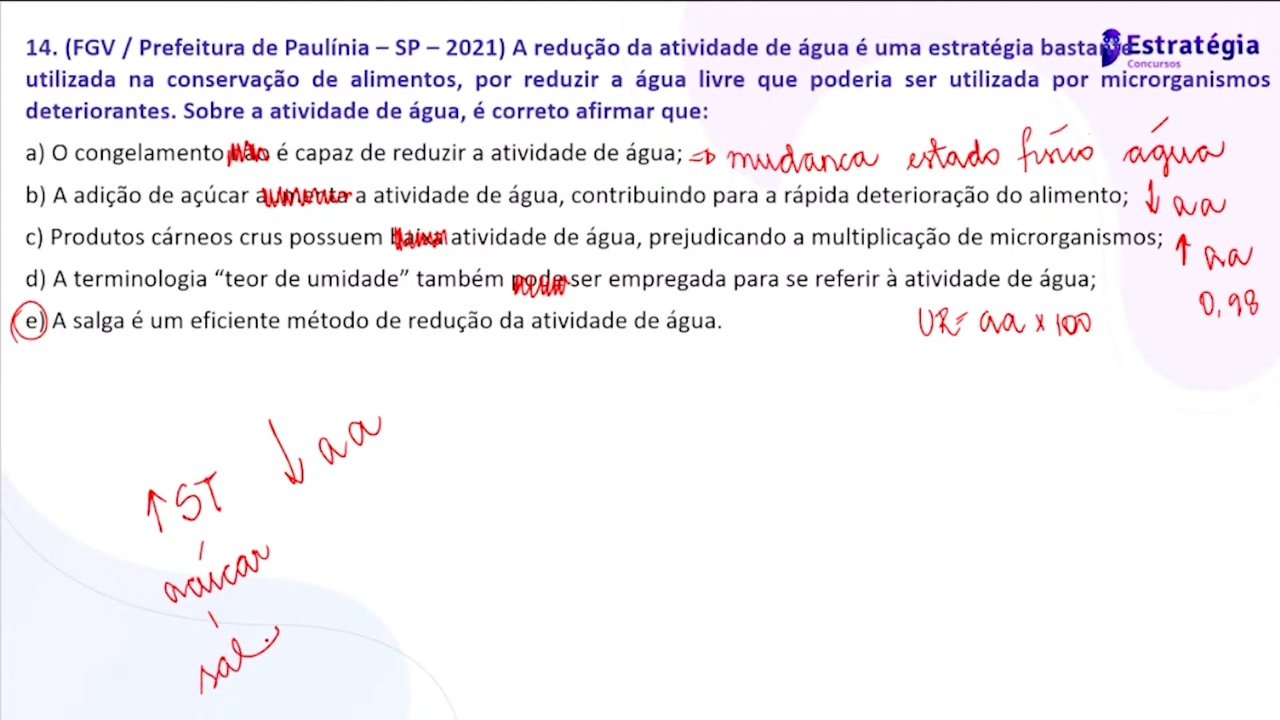 14. (FGV / Prefeitura de Paulínia – SP – 2021) A redução da atividade de água é uma estratégia bastante
Estratégia
Concursos
utilizada na conservação de alimentos, por reduzir a água livre que poderia ser utilizada por microrganismos
deteriorantes. Sobre a atividade de água, é correto afirmar que:
a) O congelamento não é capaz de reduzir a atividade de água; => mudanca estado físico água
b) A adição de açúcar aumenta a atividade de água, contribuindo para a rápida deterioração do alimento; ↓ aa
c) Produtos cárneos crus possuem baixa atividade de água, prejudicando a multiplicação de microrganismos; ↑ aa
0,98
d) A terminologia “teor de umidade” também pode ser empregada para se referir à atividade de água;
e) A salga é um eficiente método de redução da atividade de água.
UR = aa x 100
↑ ST ↓ aa
açúcar
sal